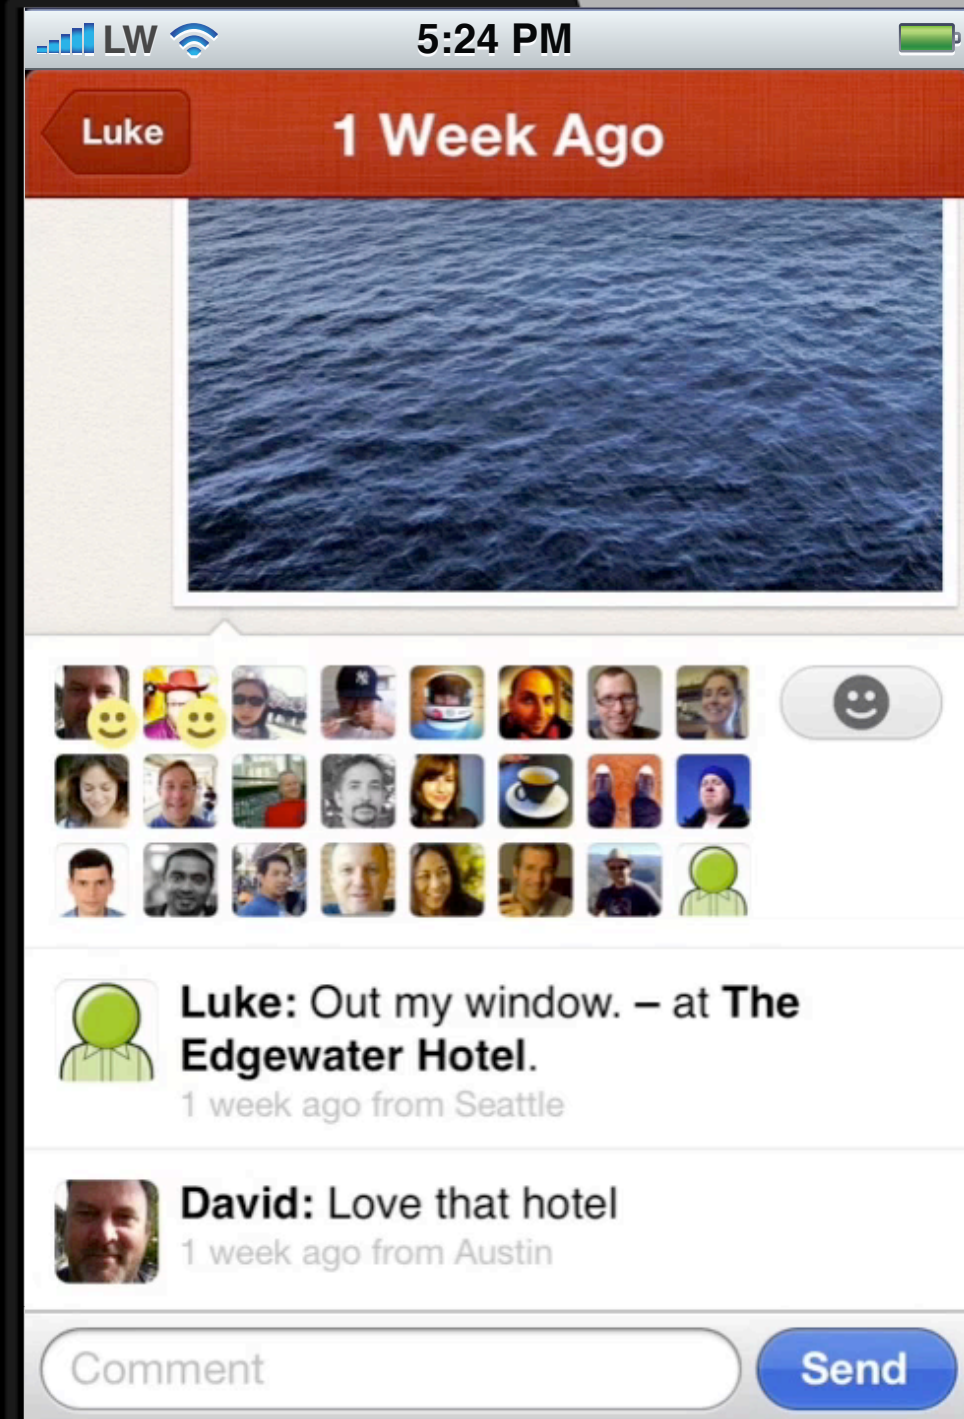 LW
5:24 PM
Luke
1 Week Ago
Luke: Out my window. – at The
Edgewater Hotel.
1 week ago from Seattle
David: Love that hotel
1 week ago from Austin
Comment
Send